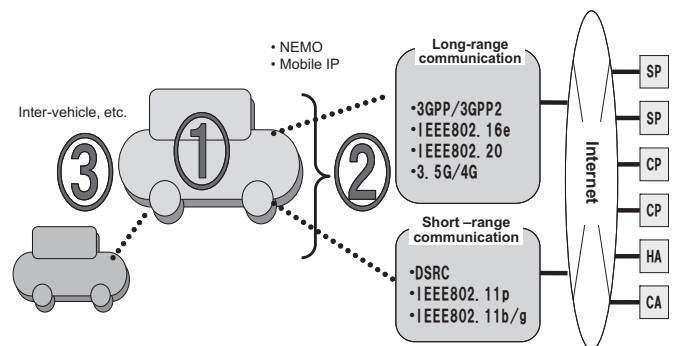 • NEMO
• Mobile IP
Inter-vehicle, etc.
①
②
③
Long-range
communication
•3GPP/3GPP2
•IEEE802. 16e
•IEEE802. 20
•3. 5G/4G
Short –range
communication
•DSRC
•IEEE802. 11p
•IEEE802. 11b/g
Internet
SP
SP
CP
CP
HA
CA